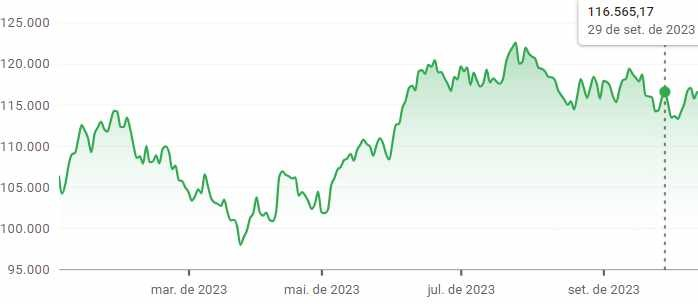 116.565,17
29 de set. de 2023
125.000
120.000
115.000
110.000
105.000
100.000
95.000
mar. de 2023
mai. de 2023
jul. de 2023
set. de 2023